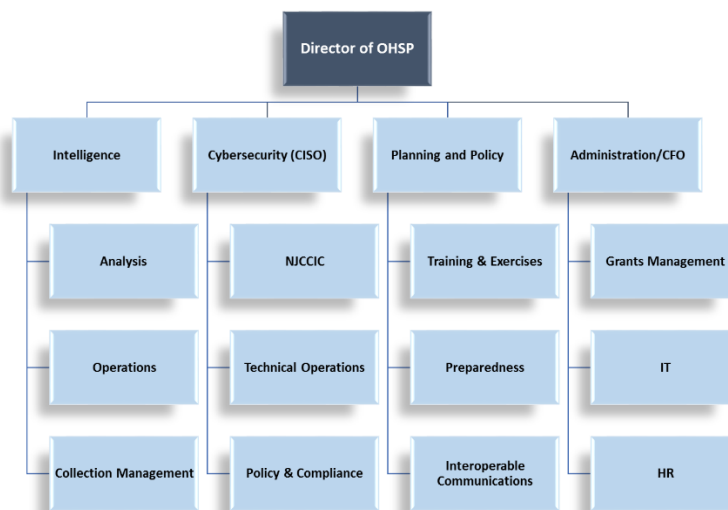 Director of OHSP
Intelligence
Cybersecurity (CISO)
Planning and Policy
Administration/CFO
Analysis
NJCCIC
Training & Exercises
Grants Management
Operations
Technical Operations
Preparedness
IT
Collection Management
Policy & Compliance
Interoperable
Communications
HR